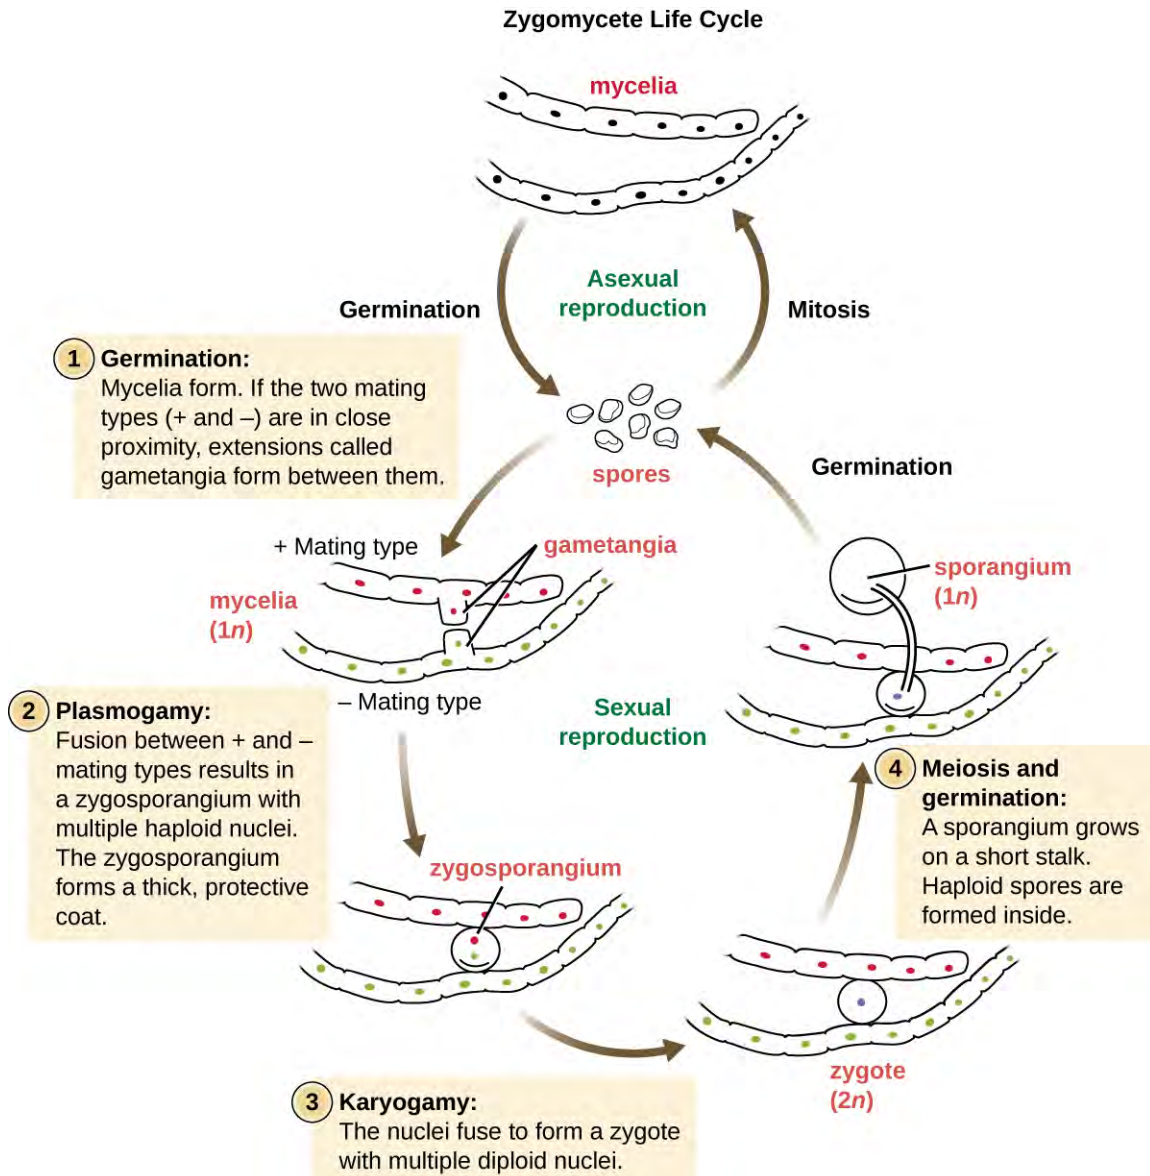 Zygomycete Life Cycle
mycelia
Asexual
reproduction
Germination
Mitosis
1 Germination:
Mycelia form. If the two mating
types (+ and –) are in close
proximity, extensions called
gametangia form between them.
spores
Germination
+ Mating type
gametangia
mycelia
(1n)
sporangium
(1n)
– Mating type
2 Plasmogamy:
Fusion between + and –
mating types results in
a zygosporangium with
multiple haploid nuclei.
The zygosporangium
forms a thick, protective
coat.
Sexual
reproduction
4 Meiosis and
germination:
A sporangium grows
on a short stalk.
Haploid spores are
formed inside.
zygosporangium
zygote
(2n)
3 Karyogamy:
The nuclei fuse to form a zygote
with multiple diploid nuclei.